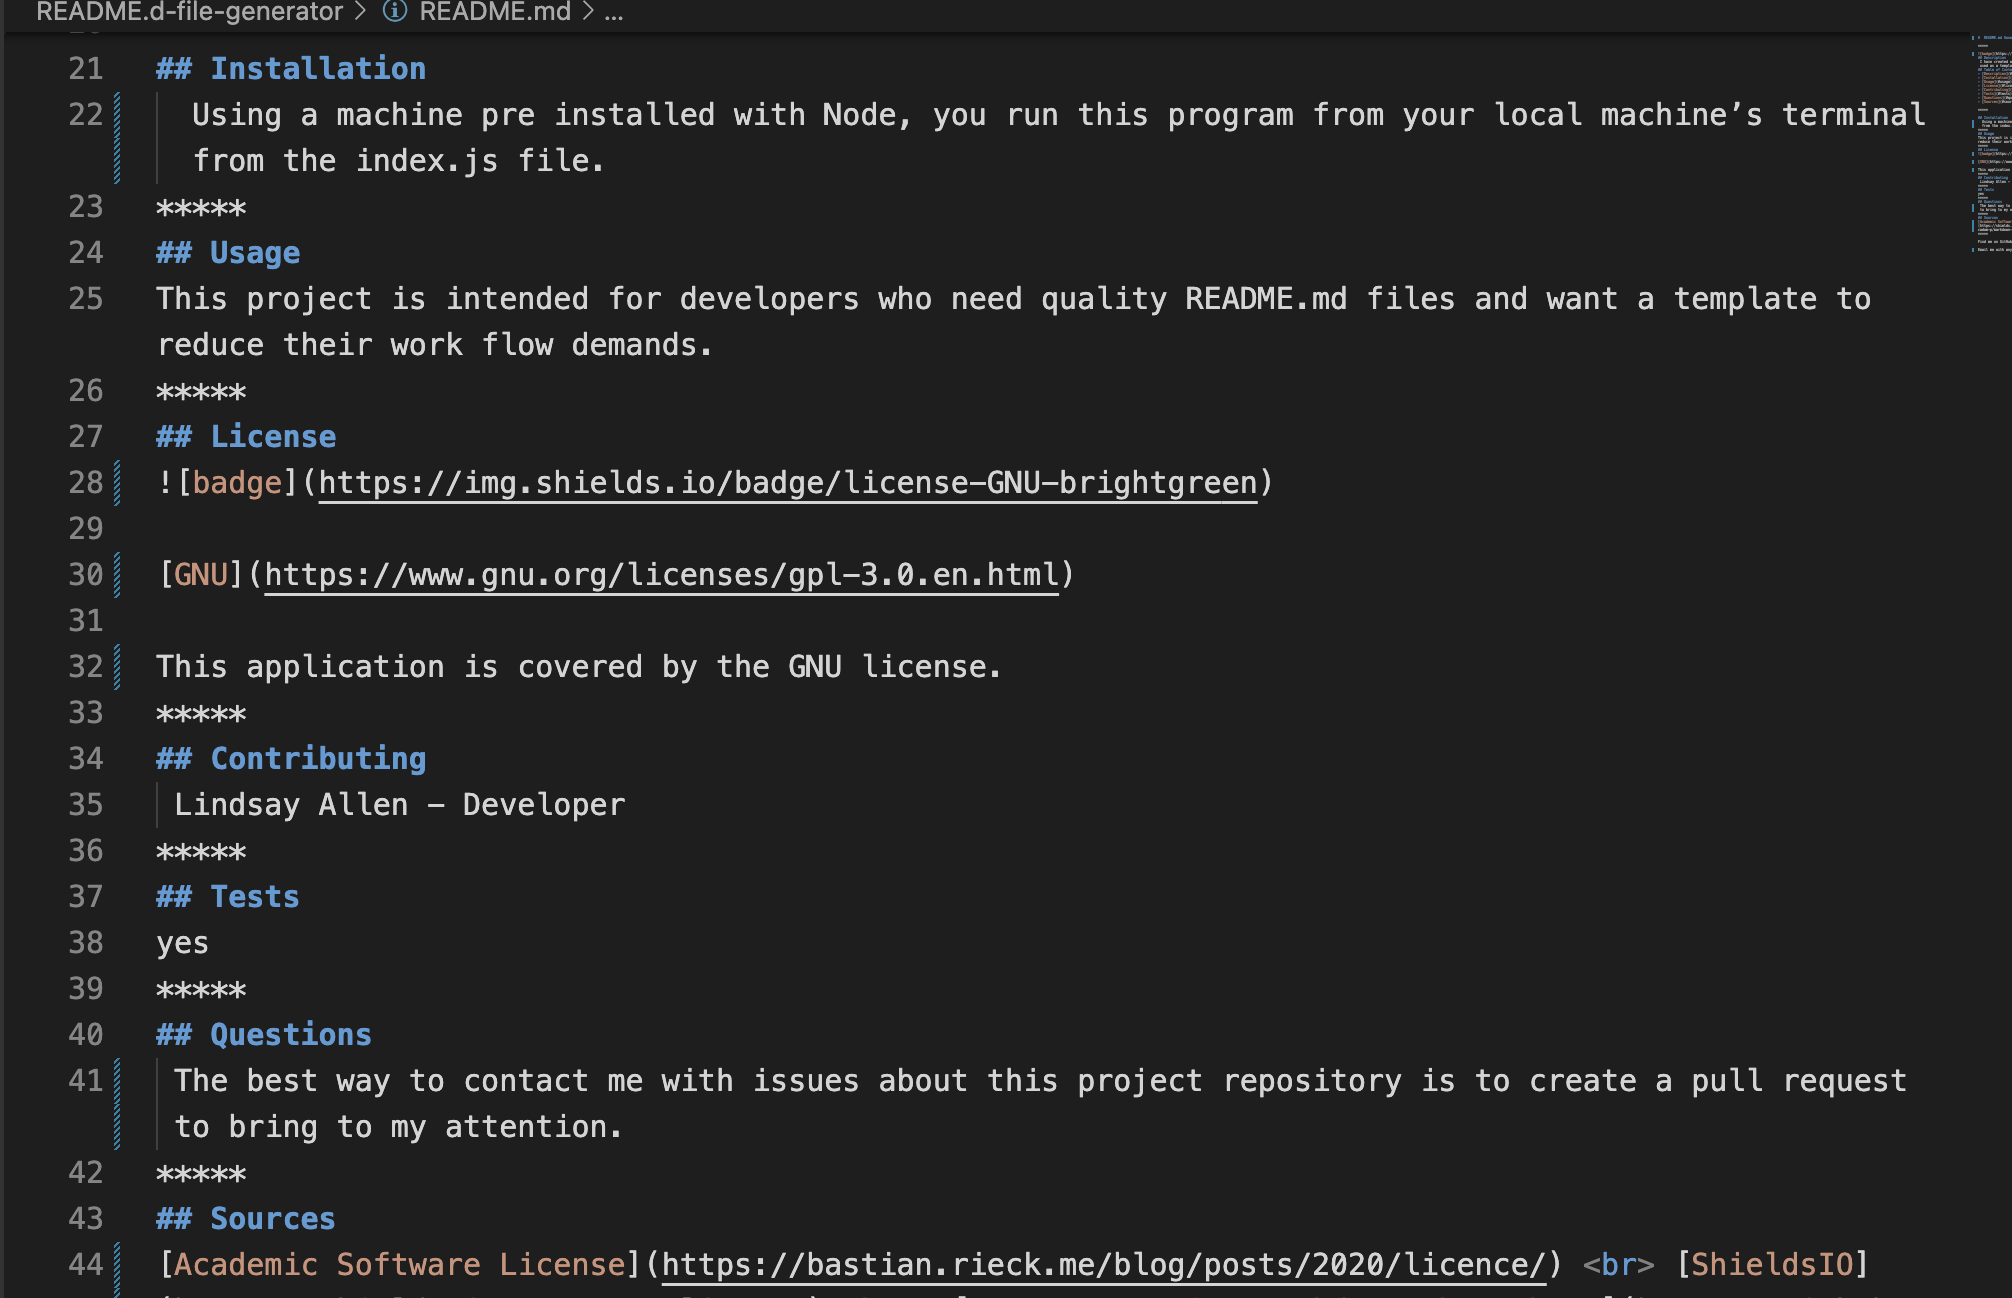 README.d-file-generator > README.md > ...
21 ## Installation
22 Using a machine pre installed with Node, you run this program from your local machine’s terminal
from the index.js file.
23 *****
24 ## Usage
25 This project is intended for developers who need quality README.md files and want a template to
reduce their work flow demands.
26 *****
27 ## License
28 ![badge](https://img.shields.io/badge/license-GNU-brightgreen)
29
30 [GNU](https://www.gnu.org/licenses/gpl-3.0.en.html)
31
32 This application is covered by the GNU license.
33 *****
34 ## Contributing
35 Lindsay Allen - Developer
36 *****
37 ## Tests
38 yes
39 *****
40 ## Questions
41 The best way to contact me with issues about this project repository is to create a pull request
to bring to my attention.
42 *****
43 ## Sources
44 [Academic Software License](https://bastian.rieck.me/blog/posts/2020/licence/) <br> [ShieldsIO]